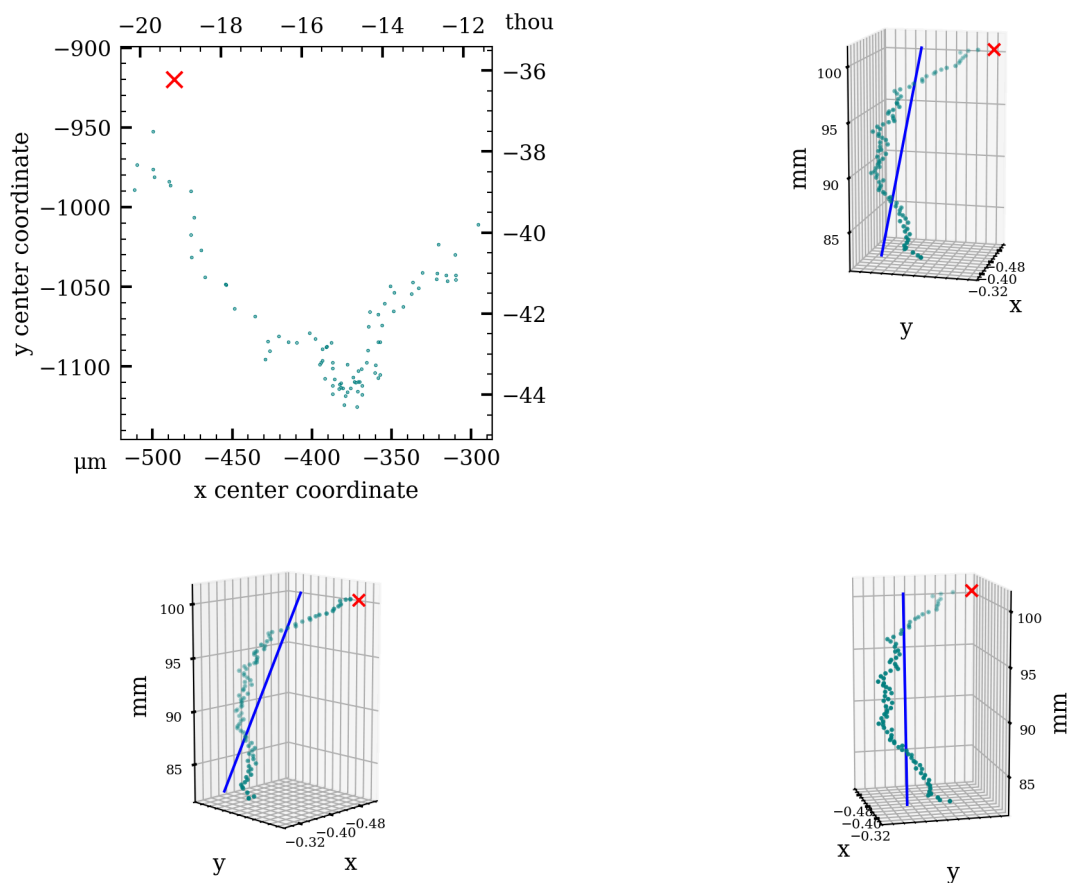 −20 −18 −16 −14 −12 thou
−900
−950
−1000
−1050
−1100
y center coordinate
−36
−38
−40
−42
−44
μm −500 −450 −400 −350 −300
x center coordinate
100
95
90
85
mm
−0.48
−0.40
−0.32
x
y
100
95
90
85
mm
−0.48
−0.40
−0.32
y x
100
95
90
85
mm
−0.48
−0.40
−0.32
x
y